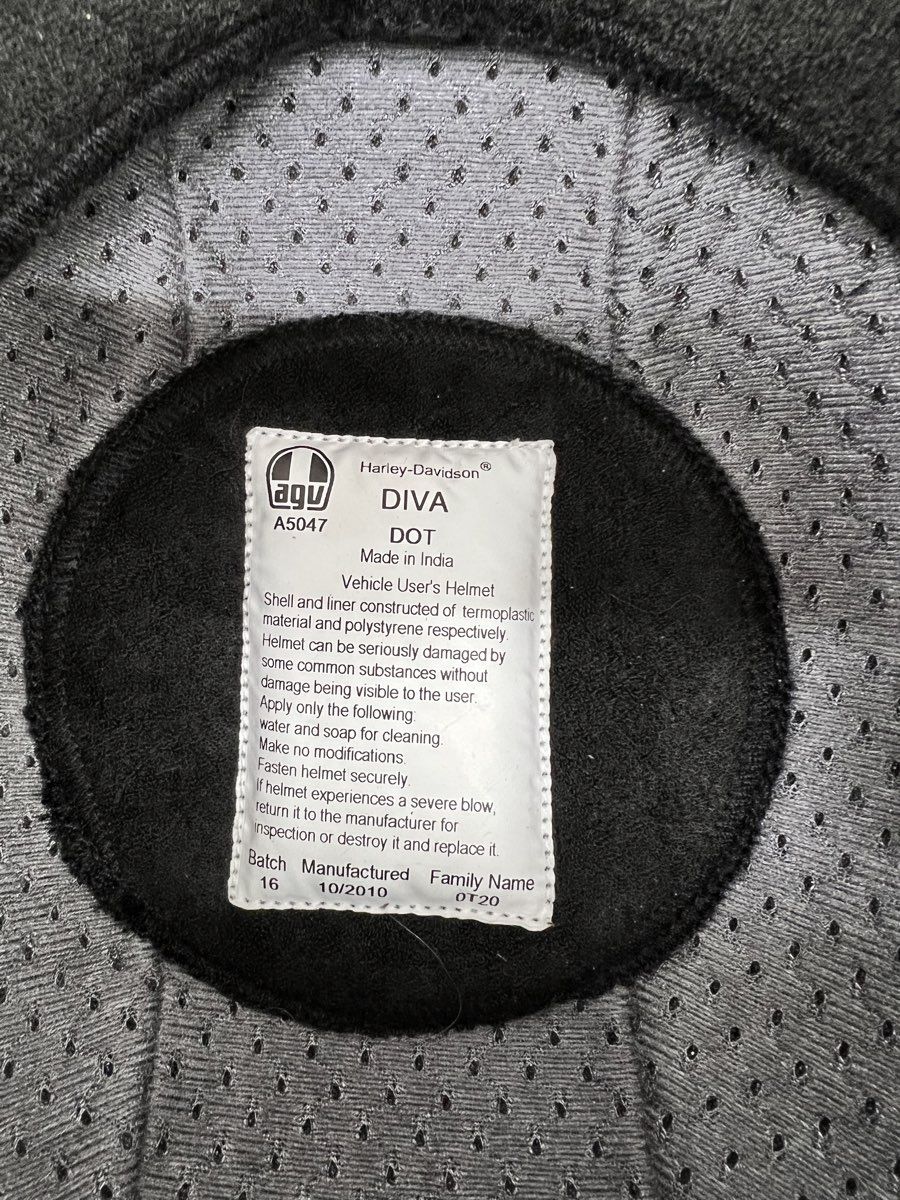 agv
A5047
Harley-Davidson®
DIVA
DOT
Made in India
Vehicle User's Helmet
Shell and liner constructed of termoplastic
material and polystyrene respectively.
Helmet can be seriously damaged by
some common substances without
damage being visible to the user.
Apply only the following:
water and soap for cleaning.
Make no modifications.
Fasten helmet securely.
If helmet experiences a severe blow,
return it to the manufacturer for
inspection or destroy it and replace it.
Batch Manufactured Family Name
16 10/2010 0T20